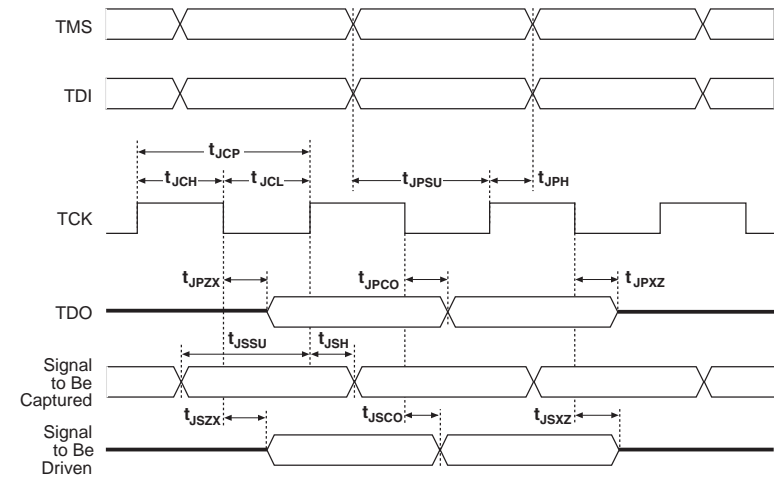 TMS
TDI
tJCP
tJCH
tJCL
tJPSU
tJPH
TCK
tJPZX
tJPCO
tJPXZ
TDO
tJSSU
tJSH
Signal
to Be
Captured
tJSZX
tJSCO
tJSXZ
Signal
to Be
Driven